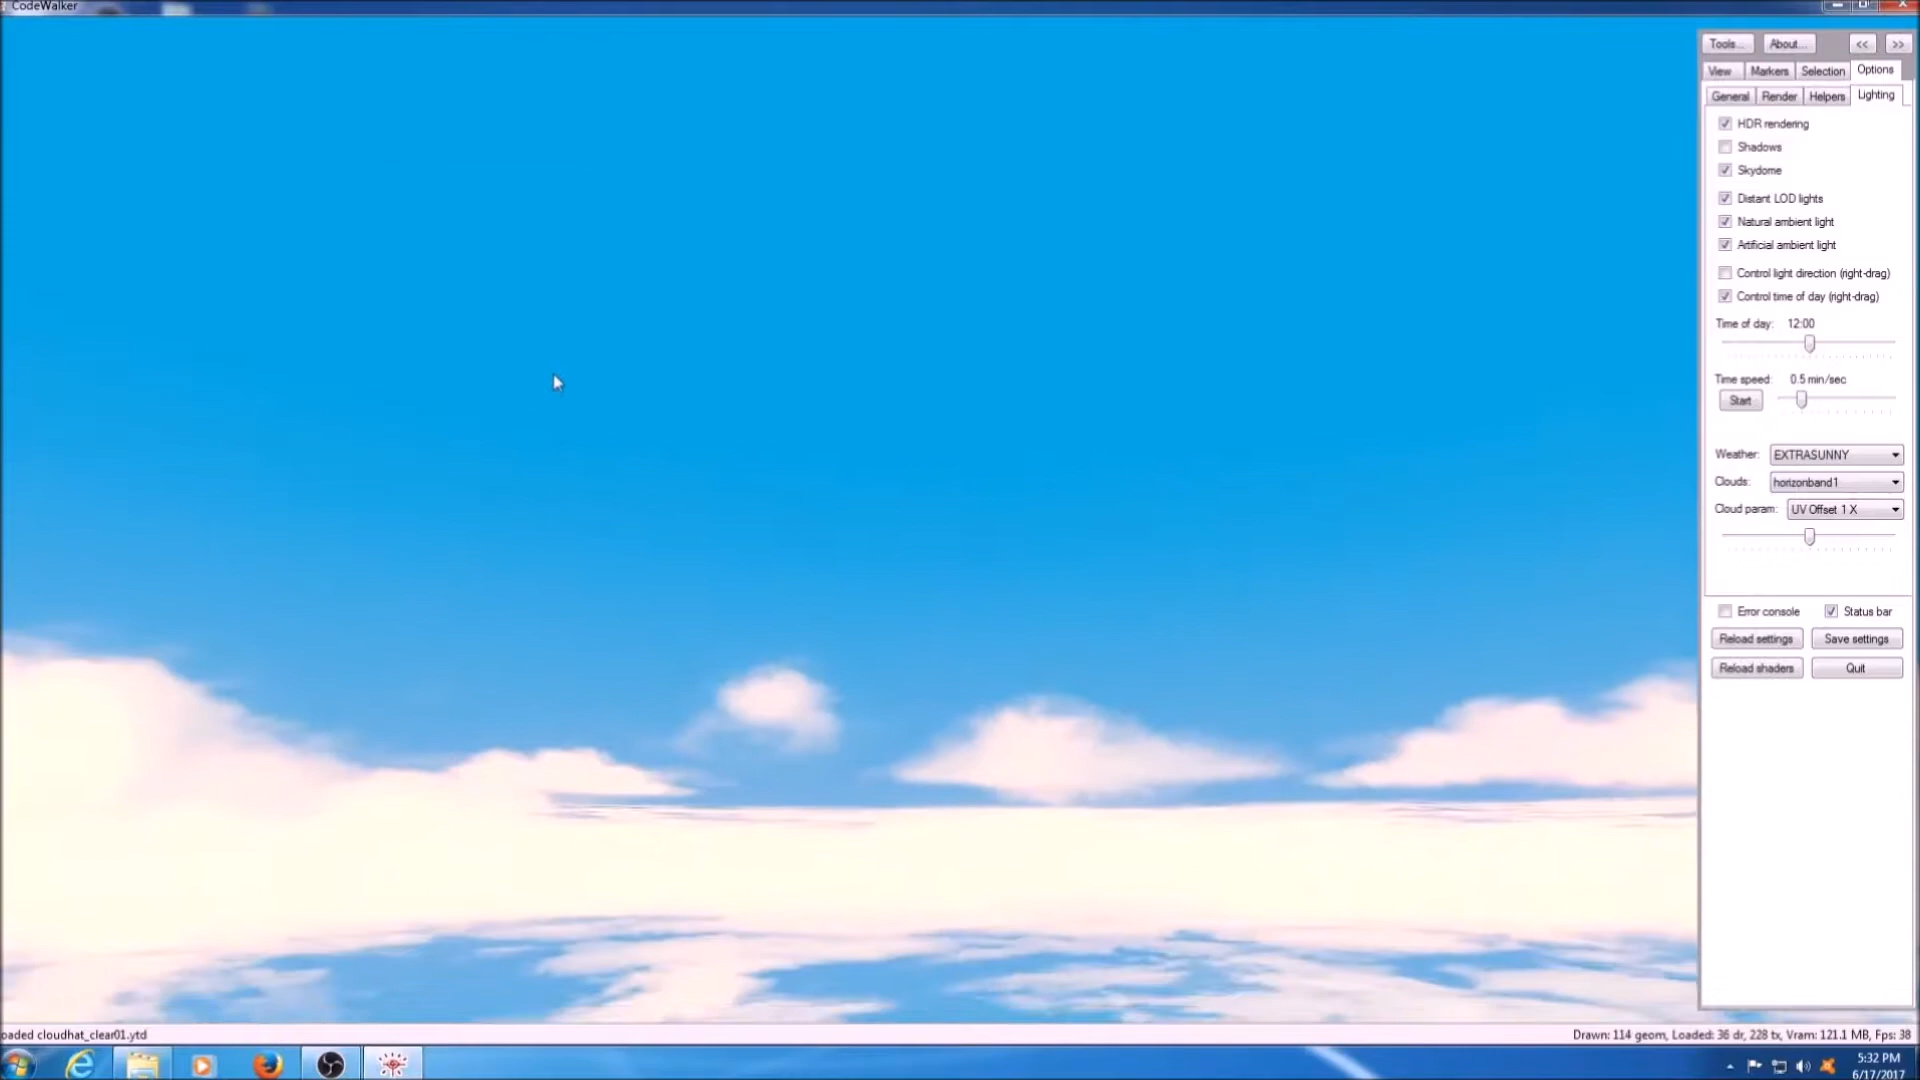 CodeWalker
Tools...
About...
<<
>>
View
Markers
Selection
Options
General
Render
Helpers
Lighting
HDR rendering
Shadows
Skydome
Distant LOD lights
Natural ambient light
Artificial ambient light
Control light direction (right-drag)
Control time of day (right-drag)
Time of day: 12:00
Time speed: 0.5 min/sec
Start
Weather: EXTRASUNNY
Clouds: horizonband1
Cloud param: UV Offset 1 X
Error console
Status bar
Reload settings
Save settings
Reload shaders
Quit
oaded cloudhat_clear01.ytd
Drawn: 114 geom, Loaded: 36 dr, 228 tx, Vram: 121.1 MB, Fps: 38
5:32 PM
6/17/2017